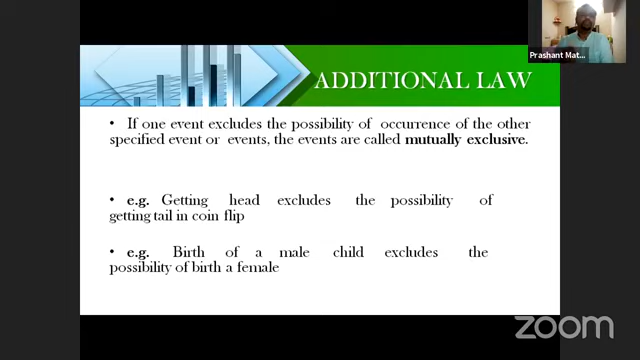 Prashant Mat...
ADDITIONAL LAW
• If one event excludes the possibility of occurrence of the other
specified event or events, the events are called mutually exclusive.
• e.g. Getting head excludes the possibility of
getting tail in coin flip
• e.g. Birth of a male child excludes the
possibility of birth a female
zoom